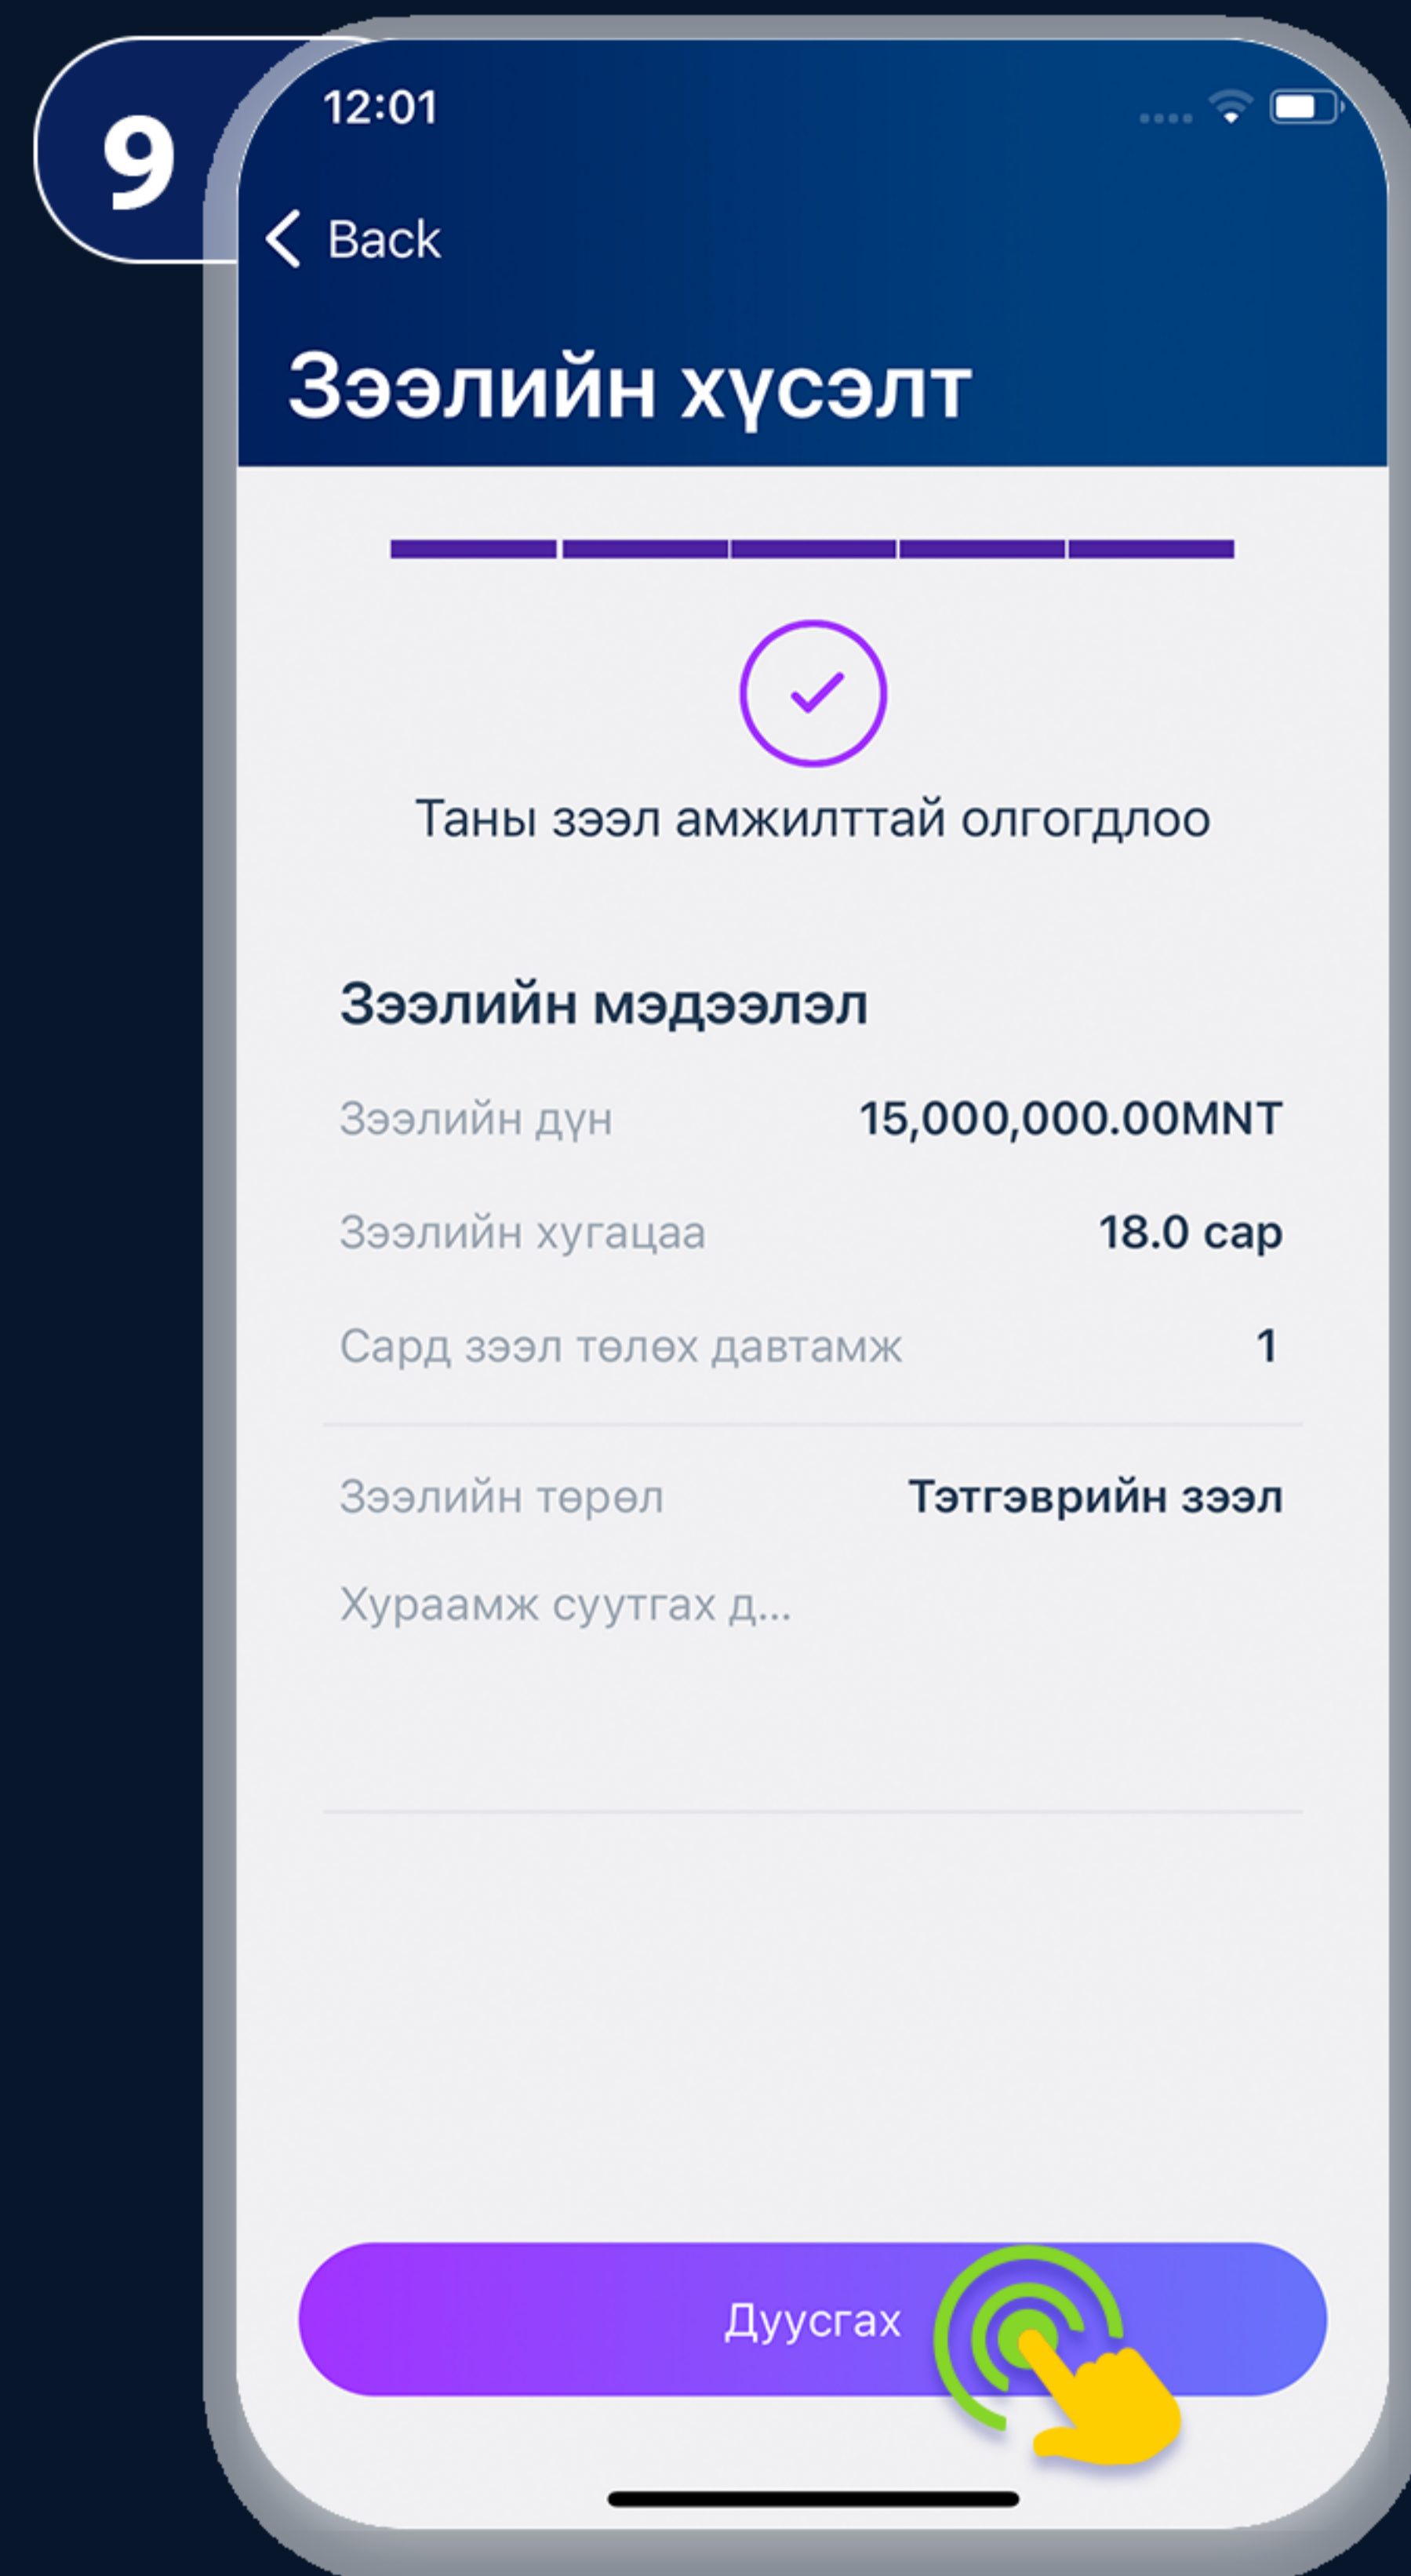 9
12:01
Back
Зээлийн хүсэлт
Таны зээл амжилттай олгогдлоо
Зээлийн мэдээлэл
Зээлийн дүн 15,000,000.00MNT
Зээлийн хугацаа 18.0 сар
Сард зээл төлөх давтамж 1
Зээлийн төрөл Тэтгэврийн зээл
Хураамж суутгах д...
Дуусгах